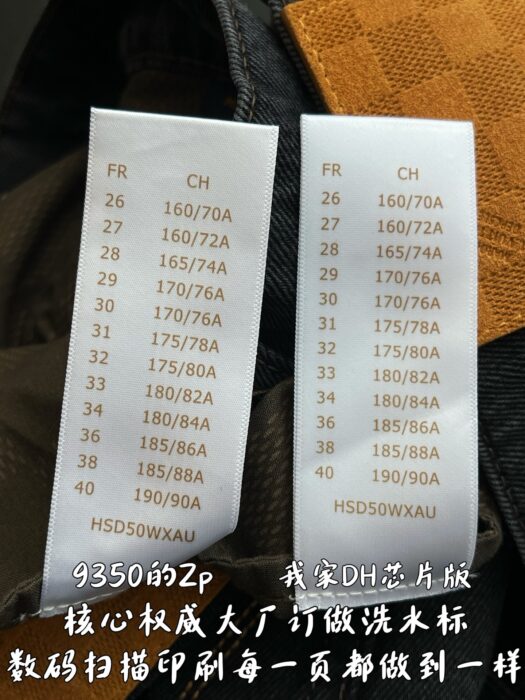 FR CH
26 160/70A
27 160/72A
28 165/74A
29 170/76A
30 170/76A
31 175/78A
32 175/80A
33 180/82A
34 180/84A
36 185/86A
38 185/88A
40 190/90A
HSD50WXAU
FR CH
26 160/70A
27 160/72A
28 165/74A
29 170/76A
30 170/76A
31 175/78A
32 175/80A
33 180/82A
34 180/84A
36 185/86A
38 185/88A
40 190/90A
HSD50WXAU
9350的Zp 我家DH芯片版
核心权威大厂订做洗水标
数码扫描印刷每一页都做到一样